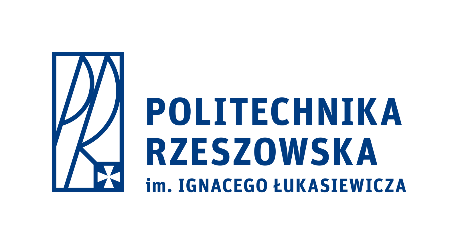 POLITECHNIKA
RZESZOWSKA
im. IGNACEGO ŁUKASIEWICZA